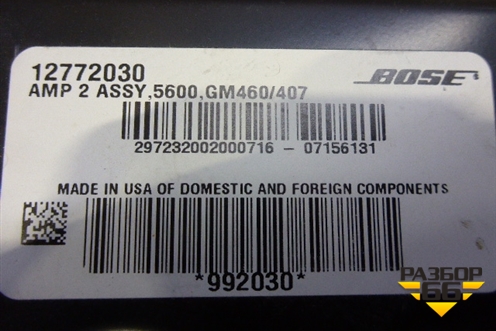 12772030
BOSE
AMP 2 ASSY,5600,GM460/407
297232002000716 - 07156131
MADE IN USA OF DOMESTIC AND FOREIGN COMPONENTS
*992030*
РАЗБОР
66